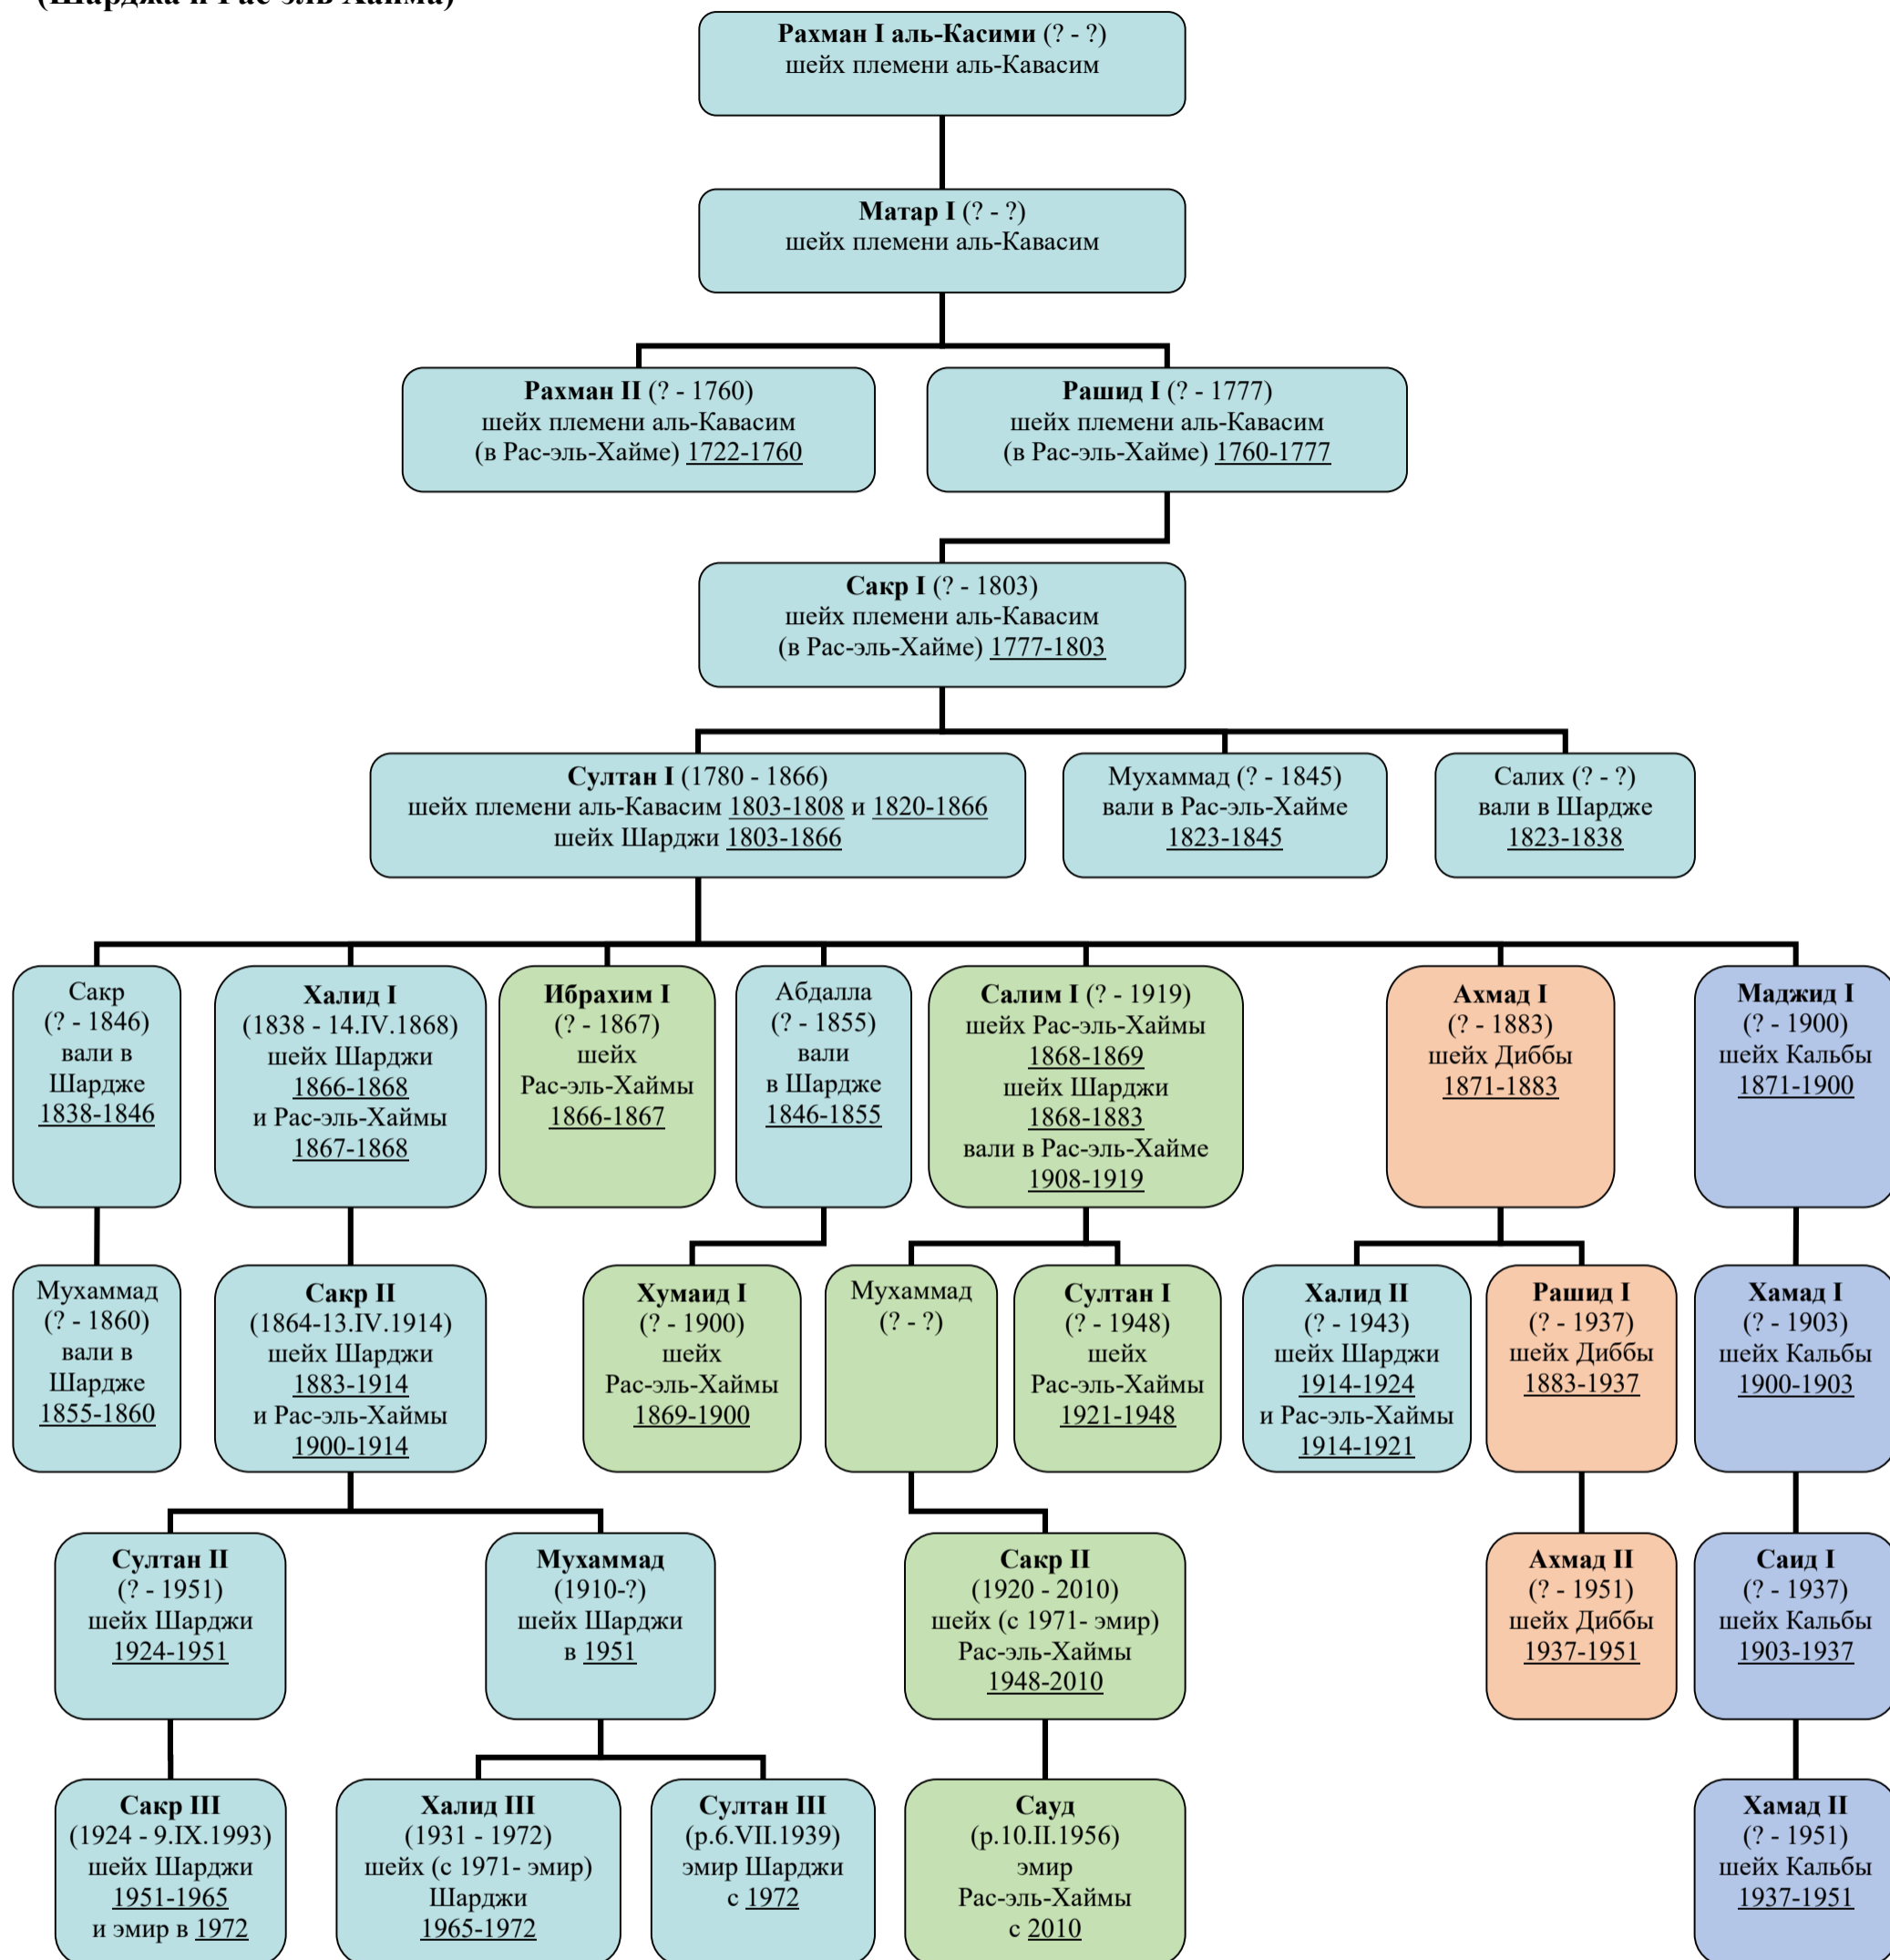 (Шарджа и Рас-эль-Хайма)
Рахман I аль-Касими (? - ?)
шейх племени аль-Кавасим
Матар I (? - ?)
шейх племени аль-Кавасим
Рахман II (? - 1760)
шейх племени аль-Кавасим
(в Рас-эль-Хайме) 1722-1760
Рашид I (? - 1777)
шейх племени аль-Кавасим
(в Рас-эль-Хайме) 1760-1777
Сакр I (? - 1803)
шейх племени аль-Кавасим
(в Рас-эль-Хайме) 1777-1803
Султан I (1780 - 1866)
шейх племени аль-Кавасим 1803-1808 и 1820-1866
шейх Шарджи 1803-1866
Мухаммад (? - 1845)
вали в Рас-эль-Хайме
1823-1845
Салих (? - ?)
вали в Шардже
1823-1838
Сакр
(? - 1846)
вали в
Шардже
1838-1846
Халид I
(1838 - 14.IV.1868)
шейх Шарджи
1866-1868
и Рас-эль-Хаймы
1867-1868
Ибрахим I
(? - 1867)
шейх
Рас-эль-Хаймы
1866-1867
Абдалла
(? - 1855)
вали
в Шардже
1846-1855
Салим I (? - 1919)
шейх Рас-эль-Хаймы
1868-1869
шейх Шарджи
1868-1883
вали в Рас-эль-Хайме
1908-1919
Ахмад I
(? - 1883)
шейх Диббы
1871-1883
Маджид I
(? - 1900)
шейх Кальбы
1871-1900
Мухаммад
(? - 1860)
вали в
Шардже
1855-1860
Сакр II
(1864-13.IV.1914)
шейх Шарджи
1883-1914
и Рас-эль-Хаймы
1900-1914
Хумаид I
(? - 1900)
шейх
Рас-эль-Хаймы
1869-1900
Мухаммад
(? - ?)
Султан I
(? - 1948)
шейх
Рас-эль-Хаймы
1921-1948
Халид II
(? - 1943)
шейх Шарджи
1914-1924
и Рас-эль-Хаймы
1914-1921
Рашид I
(? - 1937)
шейх Диббы
1883-1937
Хамад I
(? - 1903)
шейх Кальбы
1900-1903
Султан II
(? - 1951)
шейх Шарджи
1924-1951
Мухаммад
(1910-?)
шейх Шарджи
в 1951
Сакр II
(1920 - 2010)
шейх (с 1971- эмир)
Рас-эль-Хаймы
1948-2010
Ахмад II
(? - 1951)
шейх Диббы
1937-1951
Саид I
(? - 1937)
шейх Кальбы
1903-1937
Сакр III
(1924 - 9.IX.1993)
шейх Шарджи
1951-1965
и эмир в 1972
Халид III
(1931 - 1972)
шейх (с 1971- эмир)
Шарджи
1965-1972
Султан III
(р.6.VII.1939)
эмир Шарджи
с 1972
Сауд
(р.10.II.1956)
эмир
Рас-эль-Хаймы
с 2010
Хамад II
(? - 1951)
шейх Кальбы
1937-1951